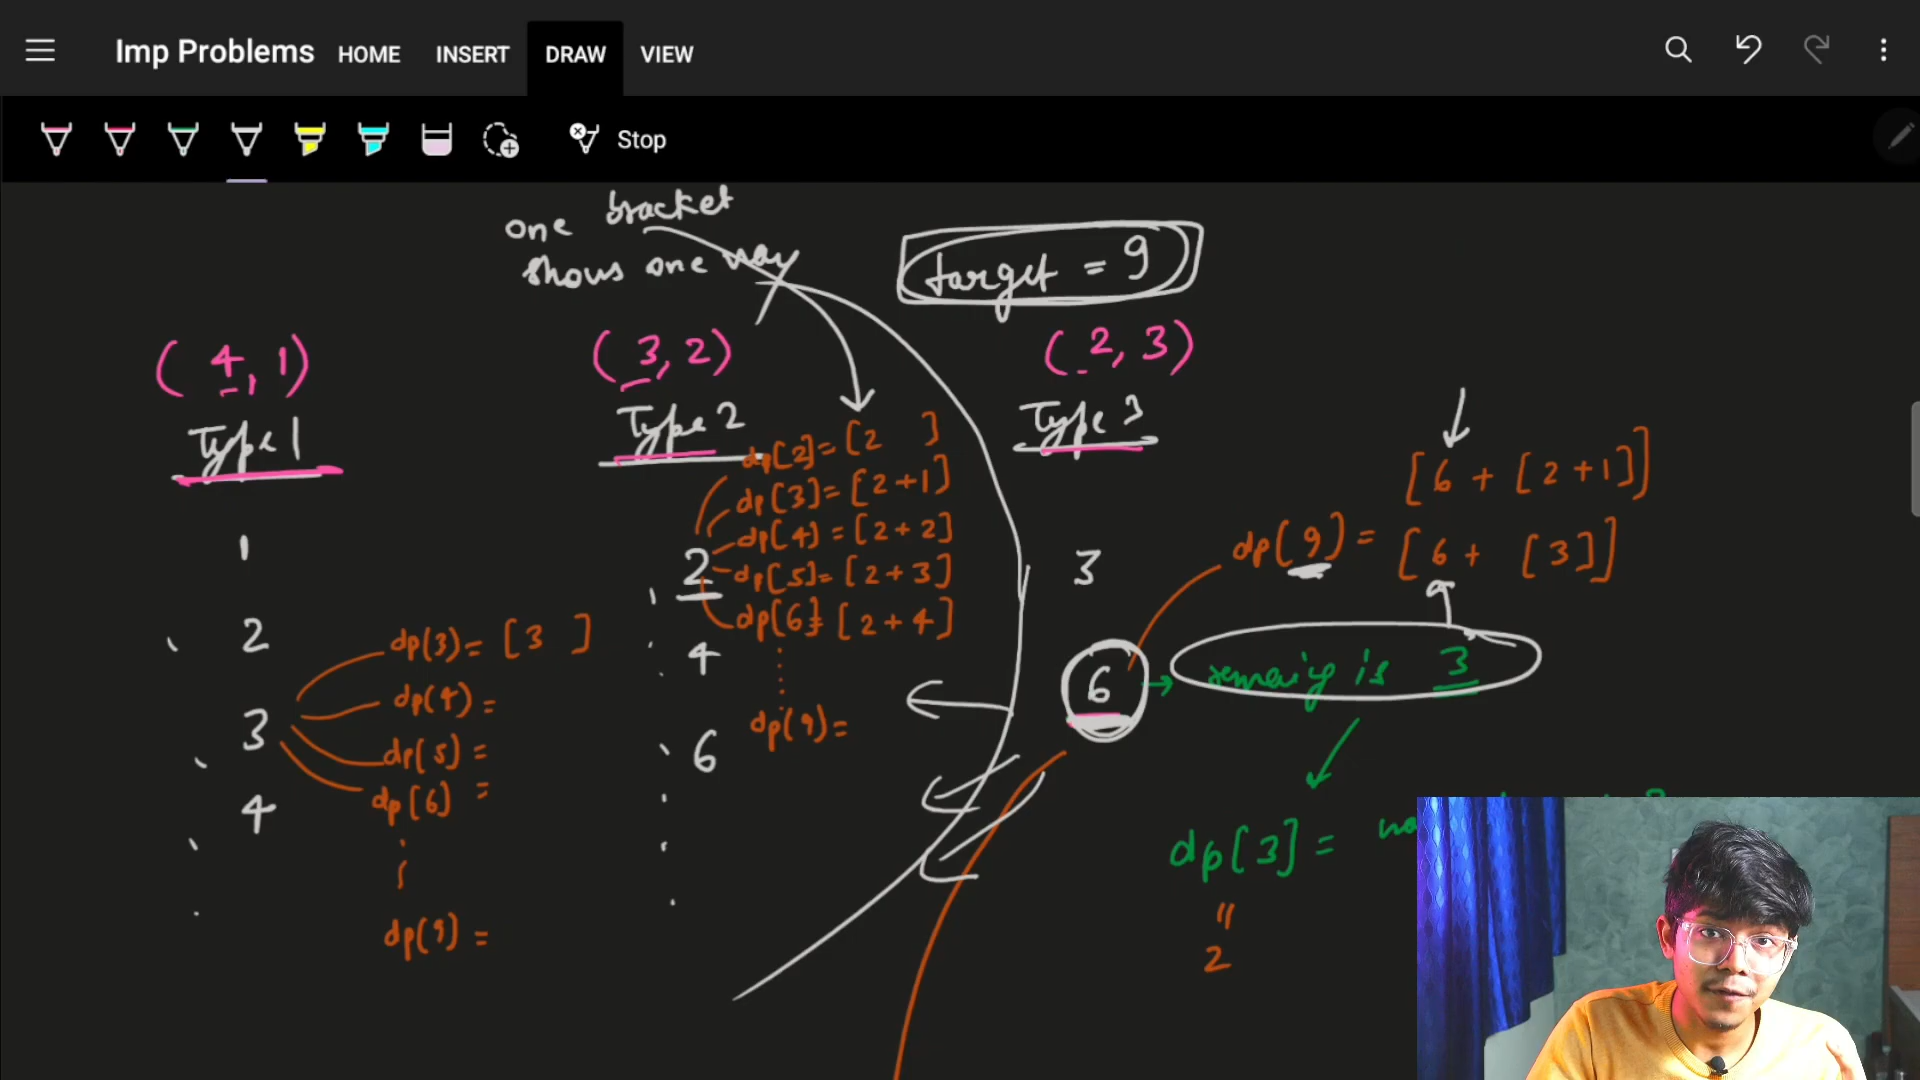 Imp Problems HOME INSERT DRAW VIEW
Stop
one bracket
shows one way
target = 9
( 4, 1 )
( 3, 2 )
( 2, 3 )
Type 1
Type 2
Type 3
dp[2] = [2 ]
dp[3] = [2+1]
dp[4] = [2+2]
dp[5] = [2+3]
dp[6] = [2+4]
dp(9) =
[6 + [2+1]]
dp(9) = [6 + [3]]
1
2
3
4
dp(3) = [3 ]
dp(4) =
dp(5) =
dp[6] =
dp(9) =
2
4
6
3
6 → remaing is 3
dp[3] =
"
2